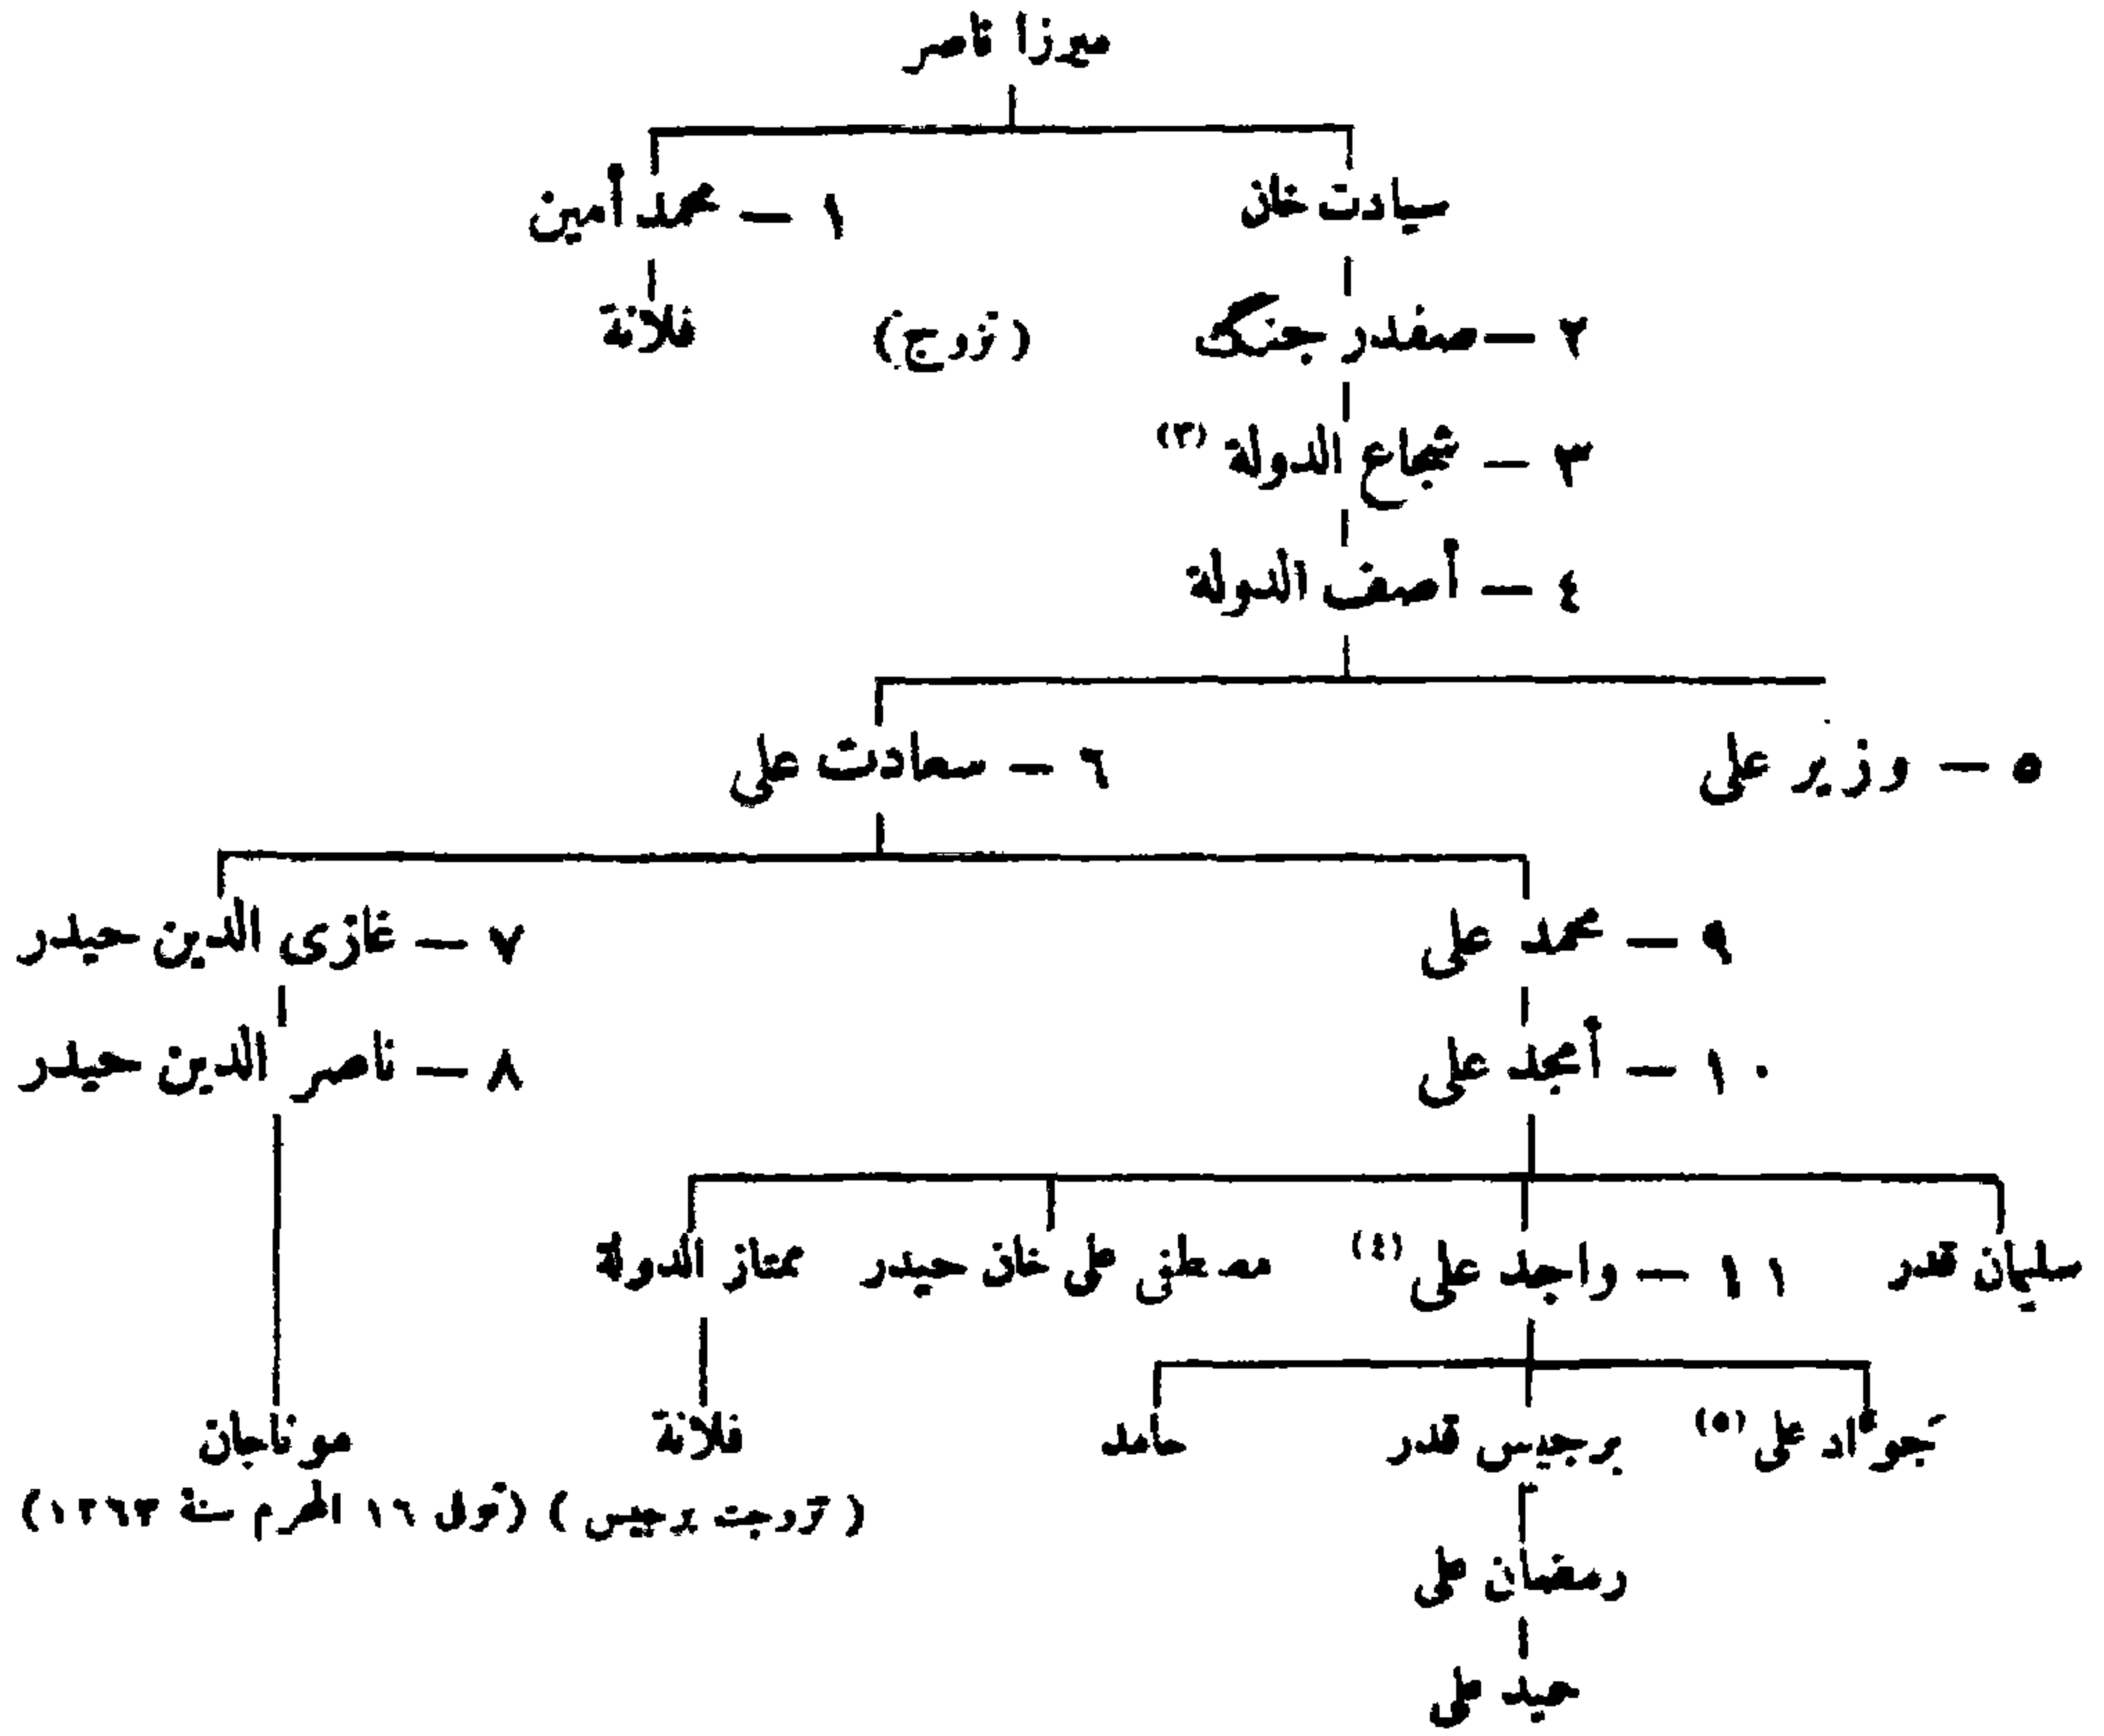 ميرزا ناصر
سيادت خان
١ — محمد أمين
٢ — صفدر جنگ
(تزوج)
فلانة
٣ — شجاع الدولة (٣)
٤ — أصف الدولة
٥ — وزير على
٦ — سعادت على
٩ — محمد على
٧ — غازى الدين حيدر
١٠ — أمجد على
٨ — ناصر الدين حيدر
سليمان قدر
١١ — واجد على (٤)
مصطفى على خان حيدر
ممتاز الدولة
جواد على (٥)
برجيس قدر
حامد
فلانة
موناجان
(تزوجت برجيس)
(تولى ١٦ المحرم سنة ١٢٦٣)
رمضان على
حيد على